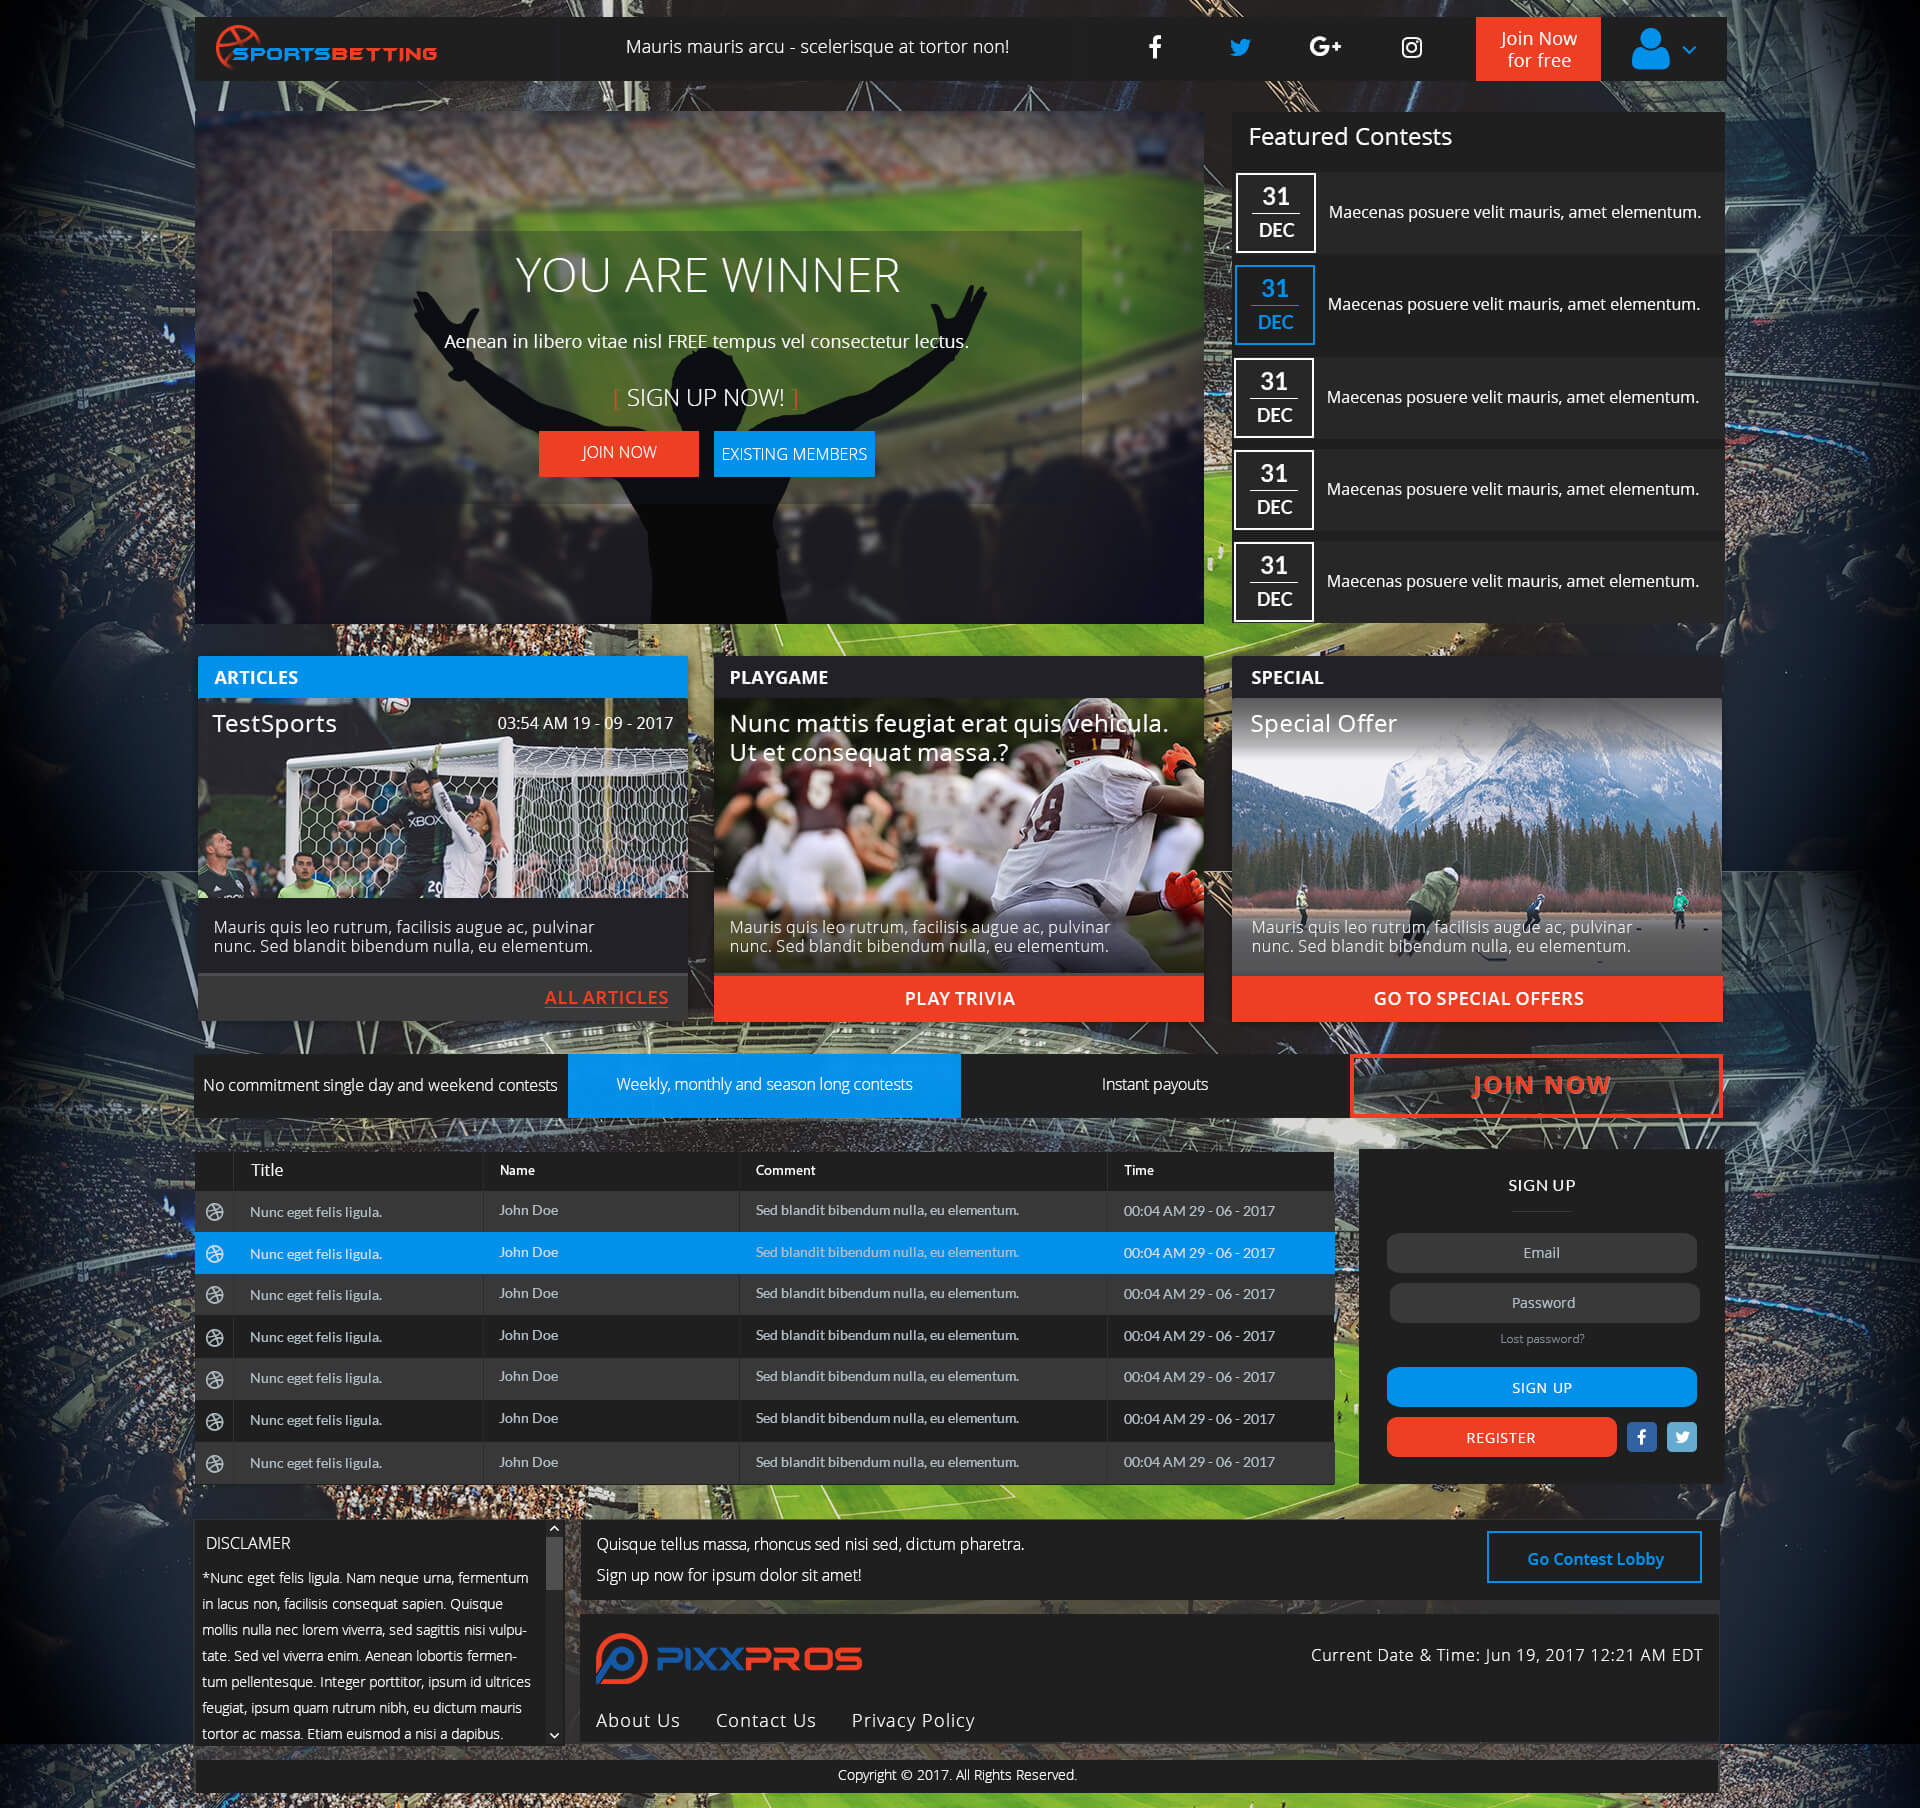 SPORTSBETTING
Mauris mauris arcu - scelerisque at tortor non!
Join Now
for free
YOU ARE WINNER
Aenean in libero vitae nisl FREE tempus vel consectetur lectus.
[ SIGN UP NOW! ]
JOIN NOW
EXISTING MEMBERS
Featured Contests
31
DEC
Maecenas posuere velit mauris, amet elementum.
31
DEC
Maecenas posuere velit mauris, amet elementum.
31
DEC
Maecenas posuere velit mauris, amet elementum.
31
DEC
Maecenas posuere velit mauris, amet elementum.
31
DEC
Maecenas posuere velit mauris, amet elementum.
ARTICLES
TestSports
03:54 AM 19 - 09 - 2017
XBOX
Mauris quis leo rutrum, facilisis augue ac, pulvinar
nunc. Sed blandit bibendum nulla, eu elementum.
ALL ARTICLES
PLAYGAME
Nunc mattis feugiat erat quis vehicula.
Ut et consequat massa.?
5
18
Mauris quis leo rutrum, facilisis augue ac, pulvinar
nunc. Sed blandit bibendum nulla, eu elementum.
PLAY TRIVIA
SPECIAL
Special Offer
Mauris quis leo rutrum, facilisis augue ac, pulvinar
nunc. Sed blandit bibendum nulla, eu elementum.
GO TO SPECIAL OFFERS
No commitment single day and weekend contests
Weekly, monthly and season long contests
Instant payouts
JOIN NOW
Title Name Comment Time
Nunc eget felis ligula. John Doe Sed blandit bibendum nulla, eu elementum. 00:04 AM 29 - 06 - 2017
Nunc eget felis ligula. John Doe Sed blandit bibendum nulla, eu elementum. 00:04 AM 29 - 06 - 2017
Nunc eget felis ligula. John Doe Sed blandit bibendum nulla, eu elementum. 00:04 AM 29 - 06 - 2017
Nunc eget felis ligula. John Doe Sed blandit bibendum nulla, eu elementum. 00:04 AM 29 - 06 - 2017
Nunc eget felis ligula. John Doe Sed blandit bibendum nulla, eu elementum. 00:04 AM 29 - 06 - 2017
Nunc eget felis ligula. John Doe Sed blandit bibendum nulla, eu elementum. 00:04 AM 29 - 06 - 2017
Nunc eget felis ligula. John Doe Sed blandit bibendum nulla, eu elementum. 00:04 AM 29 - 06 - 2017
SIGN UP
Email
Password
Lost password?
SIGN UP
REGISTER
DISCLAMER
*Nunc eget felis ligula. Nam neque urna, fermentum
in lacus non, facilisis consequat sapien. Quisque
mollis nulla nec lorem viverra, sed sagittis nisi vulpu-
tate. Sed vel viverra enim. Aenean lobortis fermen-
tum pellentesque. Integer porttitor, ipsum id ultrices
feugiat, ipsum quam rutrum nibh, eu dictum mauris
tortor ac massa. Etiam euismod a nisi a dapibus.
Quisque tellus massa, rhoncus sed nisi sed, dictum pharetra.
Sign up now for ipsum dolor sit amet!
Go Contest Lobby
PIXXPROS
Current Date & Time: Jun 19, 2017 12:21 AM EDT
About Us
Contact Us
Privacy Policy
Copyright © 2017. All Rights Reserved.